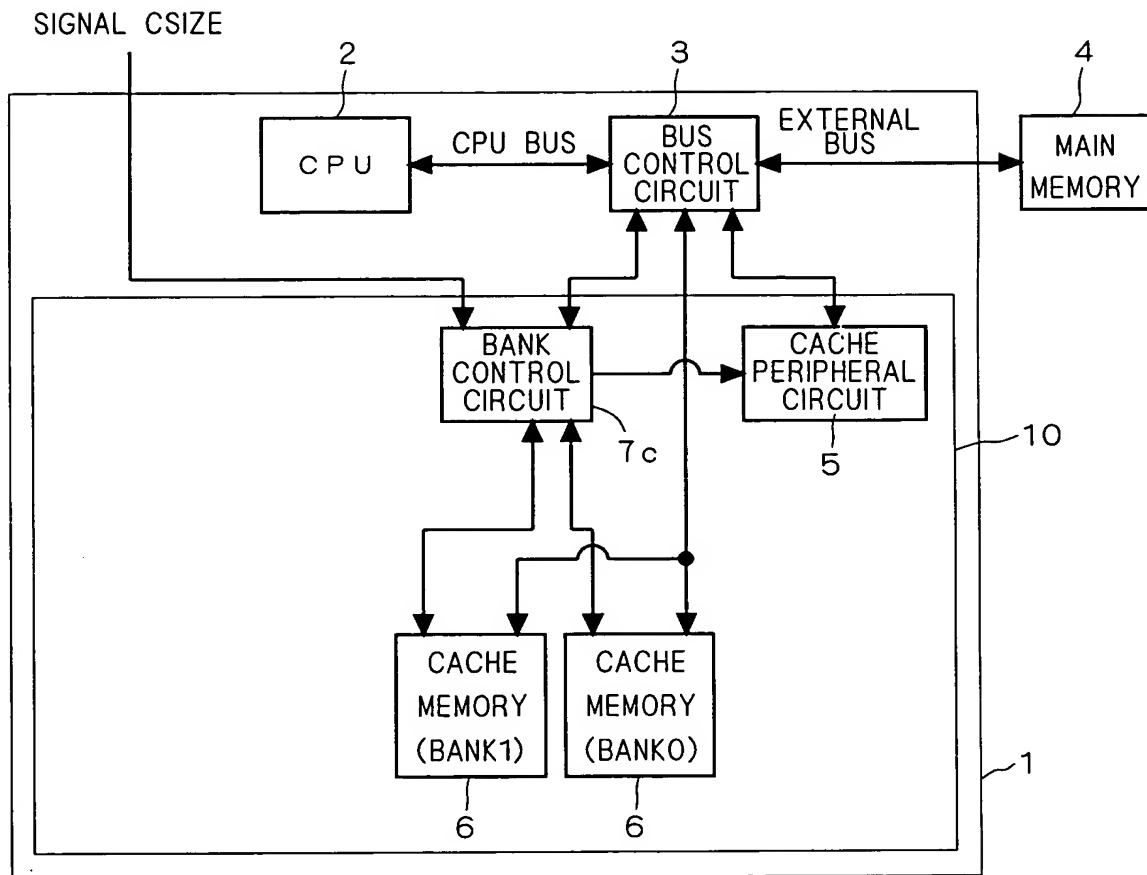 SIGNAL CSIZE
2
3
4
CPU
CPU BUS
BUS
CONTROL
CIRCUIT
EXTERNAL
BUS
MAIN
MEMORY
BANK
CONTROL
CIRCUIT
7c
CACHE
PERIPHERAL
CIRCUIT
5
10
CACHE
MEMORY
(BANK1)
6
CACHE
MEMORY
(BANK0)
6
1